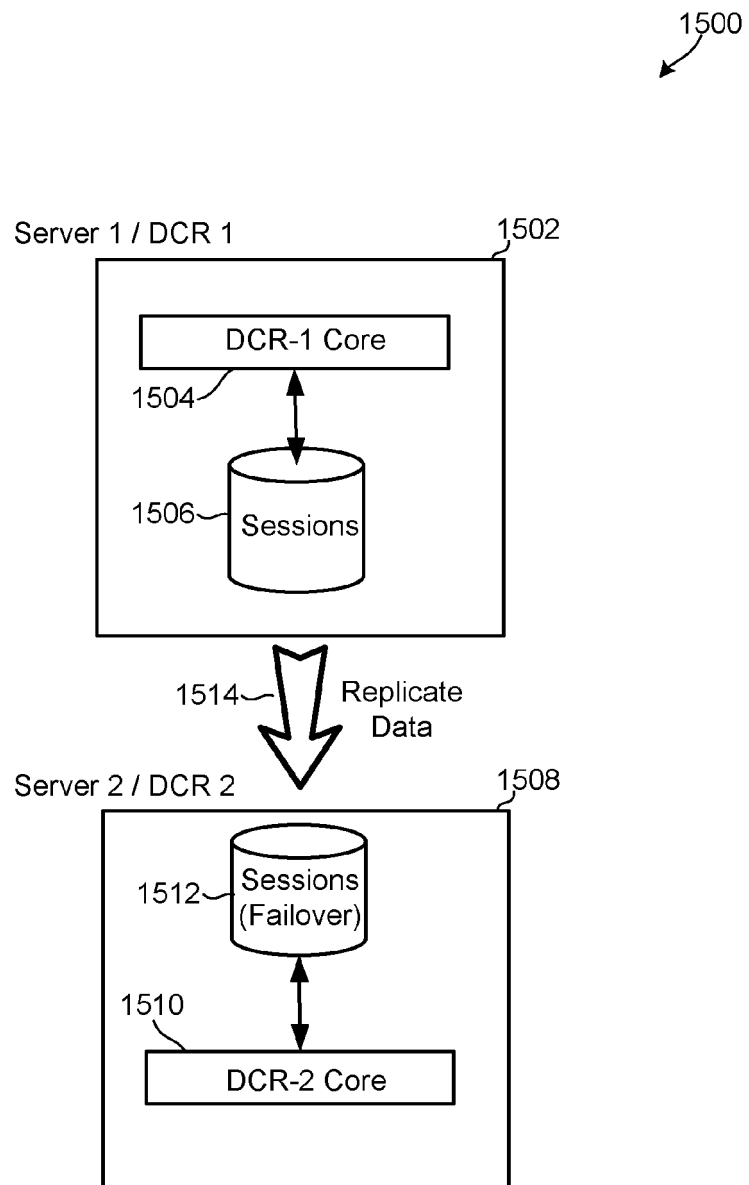 1500
Server 1 / DCR 1
1502
DCR-1 Core
1504
1506
Sessions
1514
Replicate
Data
Server 2 / DCR 2
1508
1512
Sessions
(Failover)
1510
DCR-2 Core